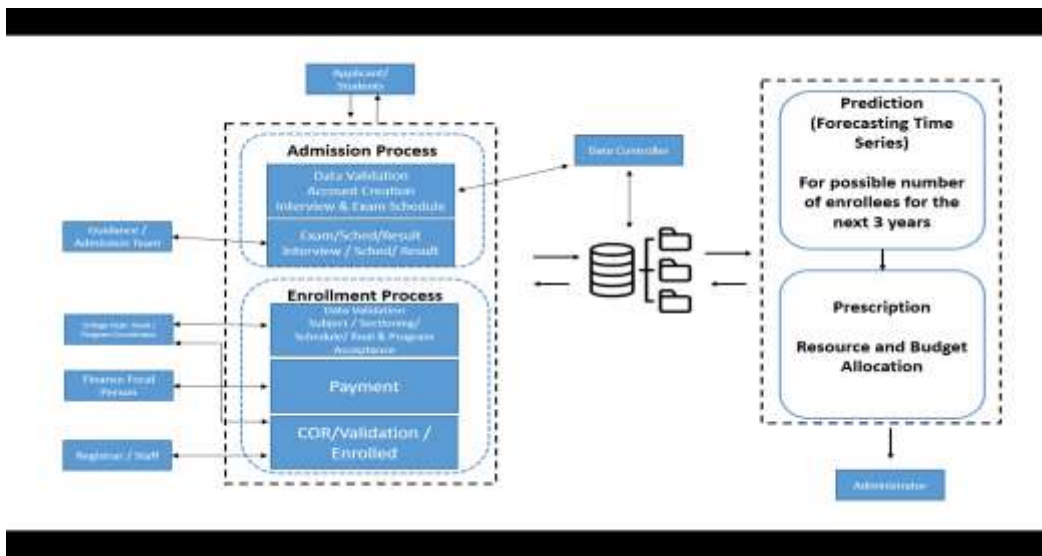 Applicant/
Students
Admission Process
Data Validation
Account Creation
Interview & Exam Schedule
Exam/Sched/Result
Interview / Sched/ Result
Guidance /
Admission Team
Enrollment Process
Data Validation
Subject / Sectioning/
Schedule/ & Program
Acceptance
Program Coordinator
Payment
Finance Focal
Person
COR/Validation /
Enrolled
Registrar / Staff
Data Controller
Prediction
(Forecasting Time
Series)
For possible number
of enrollees for the
next 3 years
Prescription
Resource and Budget
Allocation
Administrator